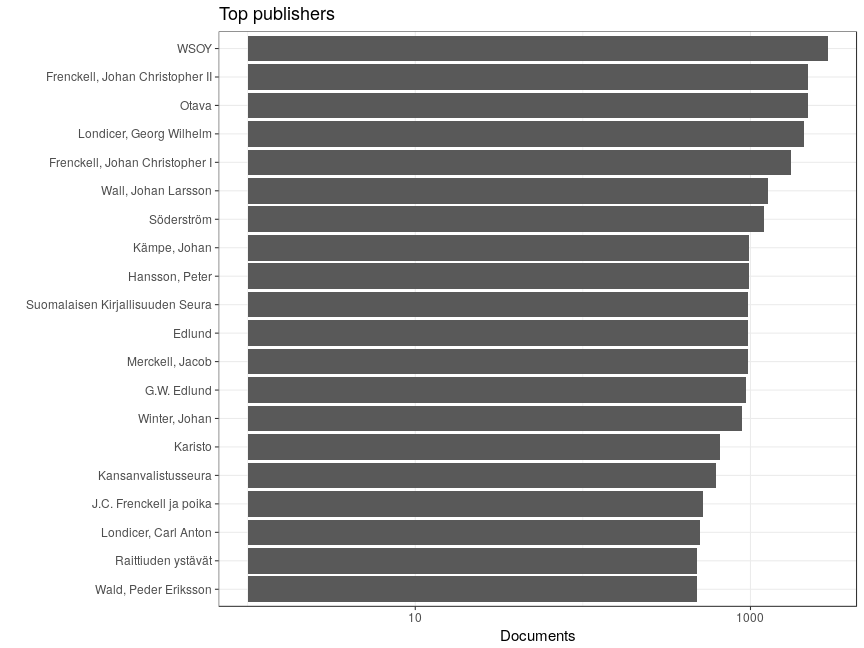 Top publishers
WSOY
Frenckell, Johan Christopher II
Otava
Londicer, Georg Wilhelm
Frenckell, Johan Christopher I
Wall, Johan Larsson
Söderström
Kämpe, Johan
Hansson, Peter
Suomalaisen Kirjallisuuden Seura
Edlund
Merckell, Jacob
G.W. Edlund
Winter, Johan
Karisto
Kansanvalistusseura
J.C. Frenckell ja poika
Londicer, Carl Anton
Raittiuden ystävät
Wald, Peder Eriksson
10 1000
Documents